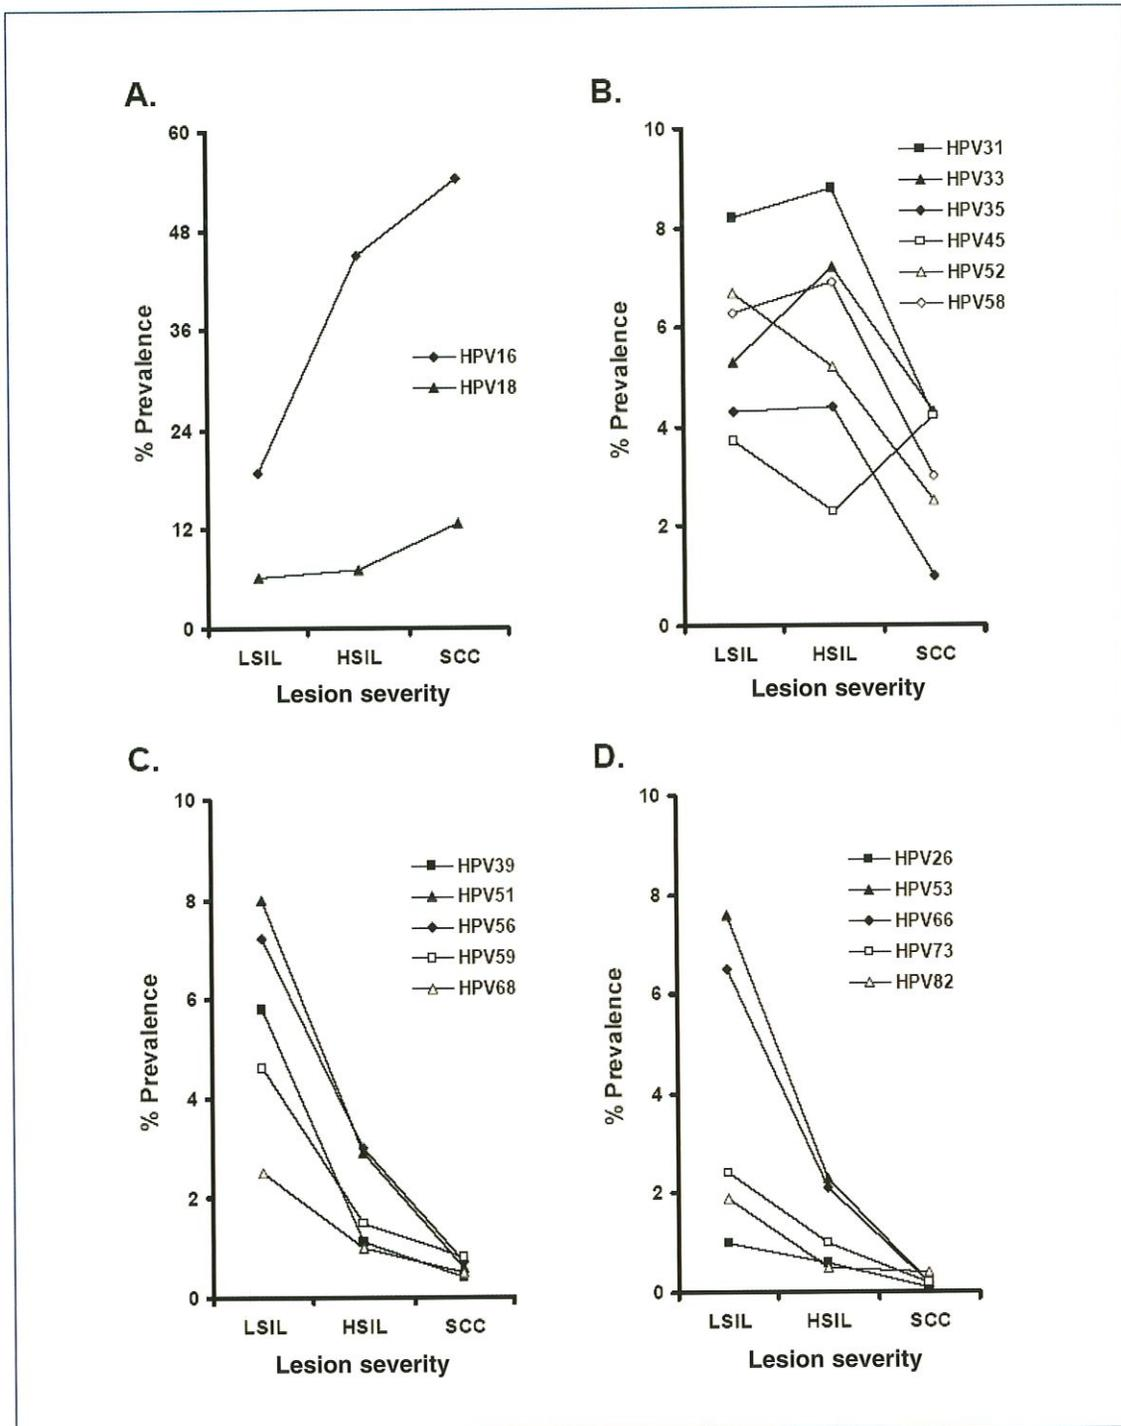 A.
60
48
36
24
12
0
% Prevalence
HPV16
HPV18
LSIL HSIL SCC
Lesion severity
B.
10
8
6
4
2
0
% Prevalence
HPV31
HPV33
HPV35
HPV45
HPV52
HPV58
LSIL HSIL SCC
Lesion severity
C.
10
8
6
4
2
0
% Prevalence
HPV39
HPV51
HPV56
HPV59
HPV68
LSIL HSIL SCC
Lesion severity
D.
10
8
6
4
2
0
% Prevalence
HPV26
HPV53
HPV66
HPV73
HPV82
LSIL HSIL SCC
Lesion severity